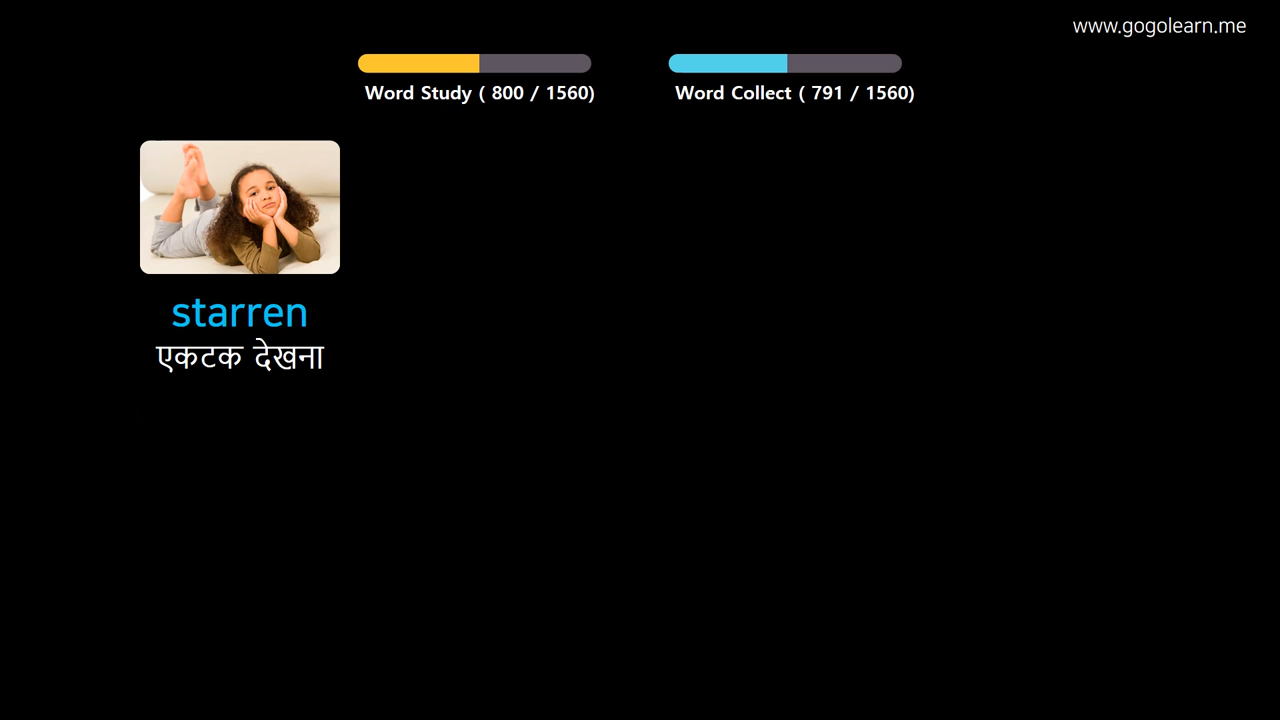 www.gogolearn.me
Word Study ( 800 / 1560)
Word Collect ( 791 / 1560)
starren
एकटक देखना